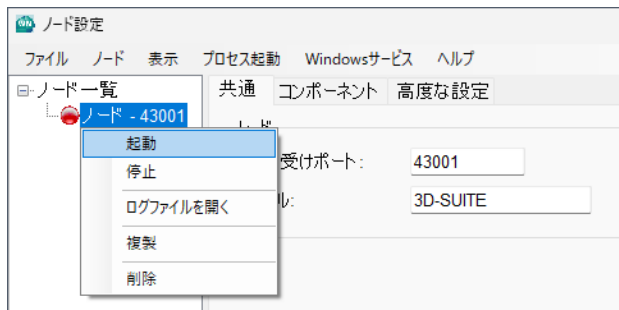 ノード設定
ファイル ノード 表示 プロセス起動 Windowsサービス ヘルプ
ノード一覧
ノード - 43001
共通 コンポーネント 高度な設定
起動
停止
ログファイルを開く
複製
削除
受けポート: 43001
ル: 3D-SUITE